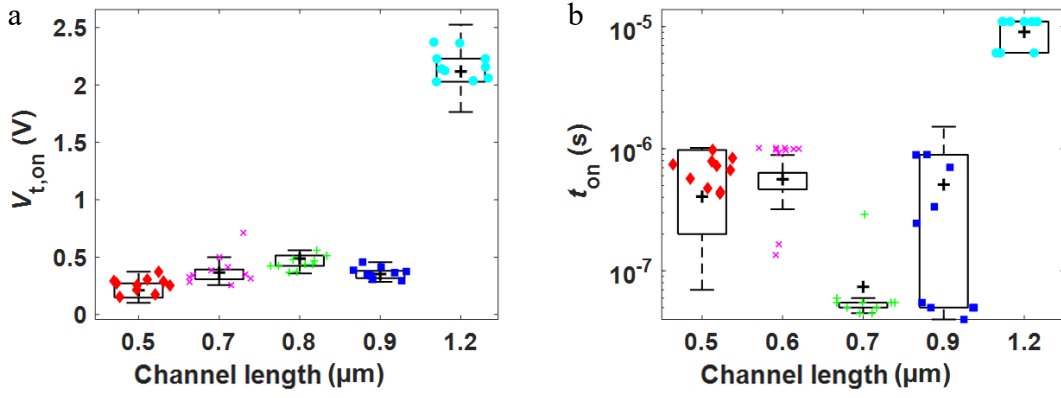 a
2.5
2
1.5
1
0.5
0
V_t,on (V)
0.5 0.7 0.8 0.9 1.2
Channel length (µm)
b
10⁻⁵
10⁻⁶
10⁻⁷
t_on (s)
0.5 0.6 0.7 0.9 1.2
Channel length (µm)